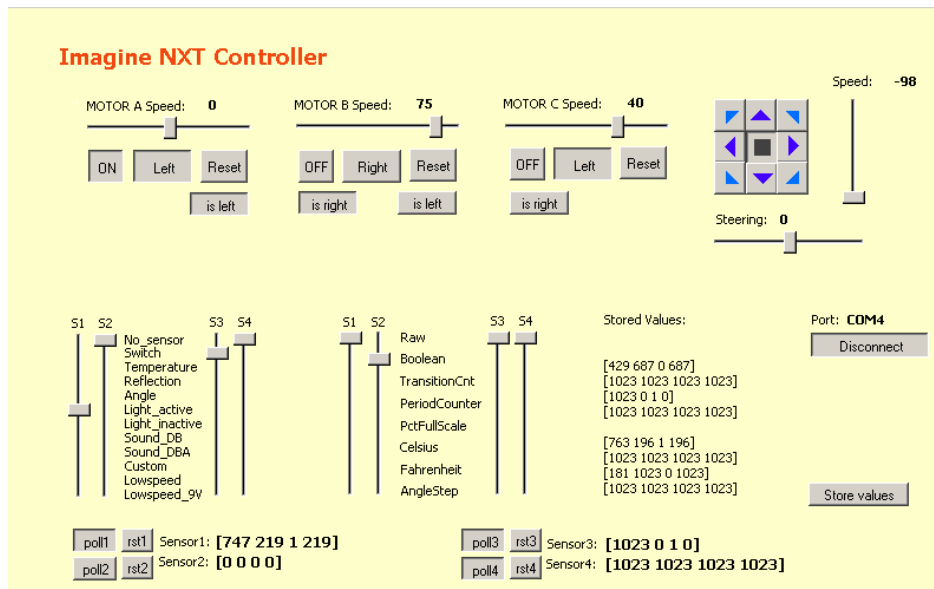 Imagine NXT Controller
Speed: -98
MOTOR A Speed: 0
ON Left Reset
is left
MOTOR B Speed: 75
OFF Right Reset
is right is left
MOTOR C Speed: 40
OFF Left Reset
is right
Steering: 0
S1 S2 S3 S4
No_sensor
Switch
Temperature
Reflection
Angle
Light_active
Light_inactive
Sound_DB
Sound_DBA
Custom
Lowspeed
Lowspeed_9V
S1 S2 S3 S4
Raw
Boolean
TransitionCnt
PeriodCounter
PctFullScale
Celsius
Fahrenheit
AngleStep
Stored Values:
[429 687 0 687]
[1023 1023 1023 1023]
[1023 0 1 0]
[1023 1023 1023 1023]
[763 196 1 196]
[1023 1023 1023 1023]
[181 1023 0 1023]
[1023 1023 1023 1023]
Port: COM4
Disconnect
Store values
poll1 rst1 Sensor1: [747 219 1 219]
poll2 rst2 Sensor2: [0 0 0 0]
poll3 rst3 Sensor3: [1023 0 1 0]
poll4 rst4 Sensor4: [1023 1023 1023 1023]